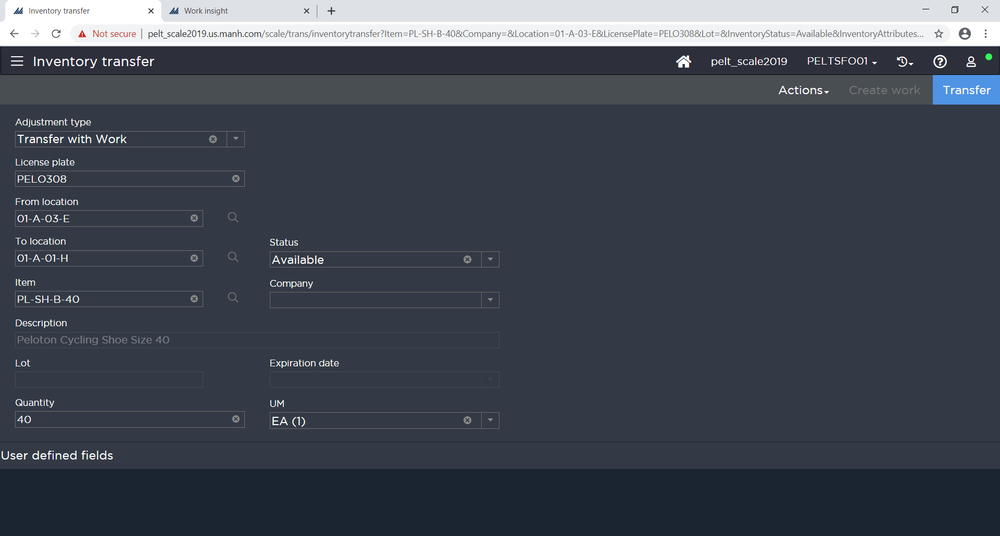 Inventory transfer
Work insight
Not secure
pelt_scale2019.us.manh.com/scale/trans/inventorytransfer?Item=PL-SH-B-40&Company=&Location=01-A-03-E&LicensePlate=PELO308&Lot=&InventoryStatus=Available&InventoryAttributes...
Inventory transfer
pelt_scale2019
PELTSFO01
Actions
Create work
Transfer
Adjustment type
Transfer with Work
License plate
PELO308
From location
01-A-03-E
To location
01-A-01-H
Status
Available
Item
PL-SH-B-40
Company
Description
Peloton Cycling Shoe Size 40
Lot
Expiration date
Quantity
40
UM
EA (1)
User defined fields